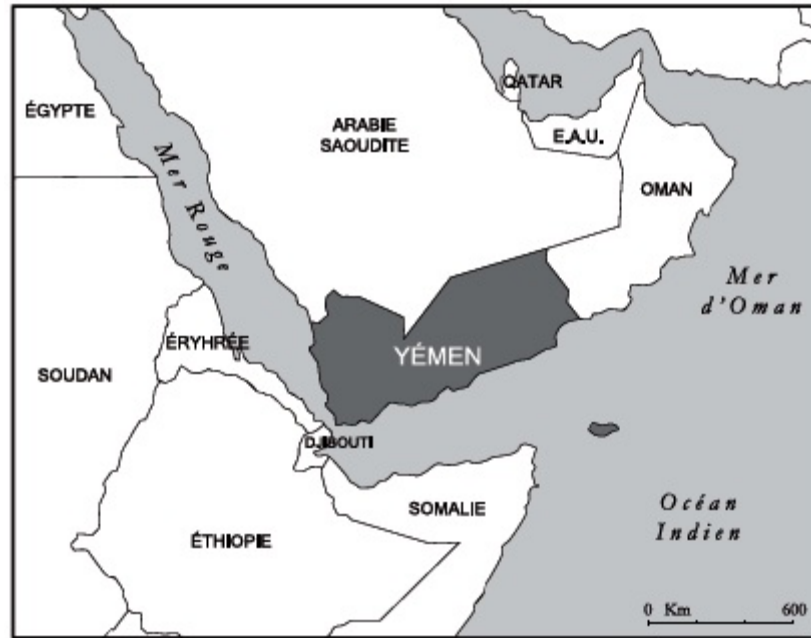 QATAR
ÉGYPTE
ARABIE
SAOUDITE
E.A.U.
OMAN
Mer Rouge
Mer
d'Oman
ÉRYHRÉE
YÉMEN
SOUDAN
DJIBOUTI
SOMALIE
Océan
Indien
ÉTHIOPIE
0 Km 600